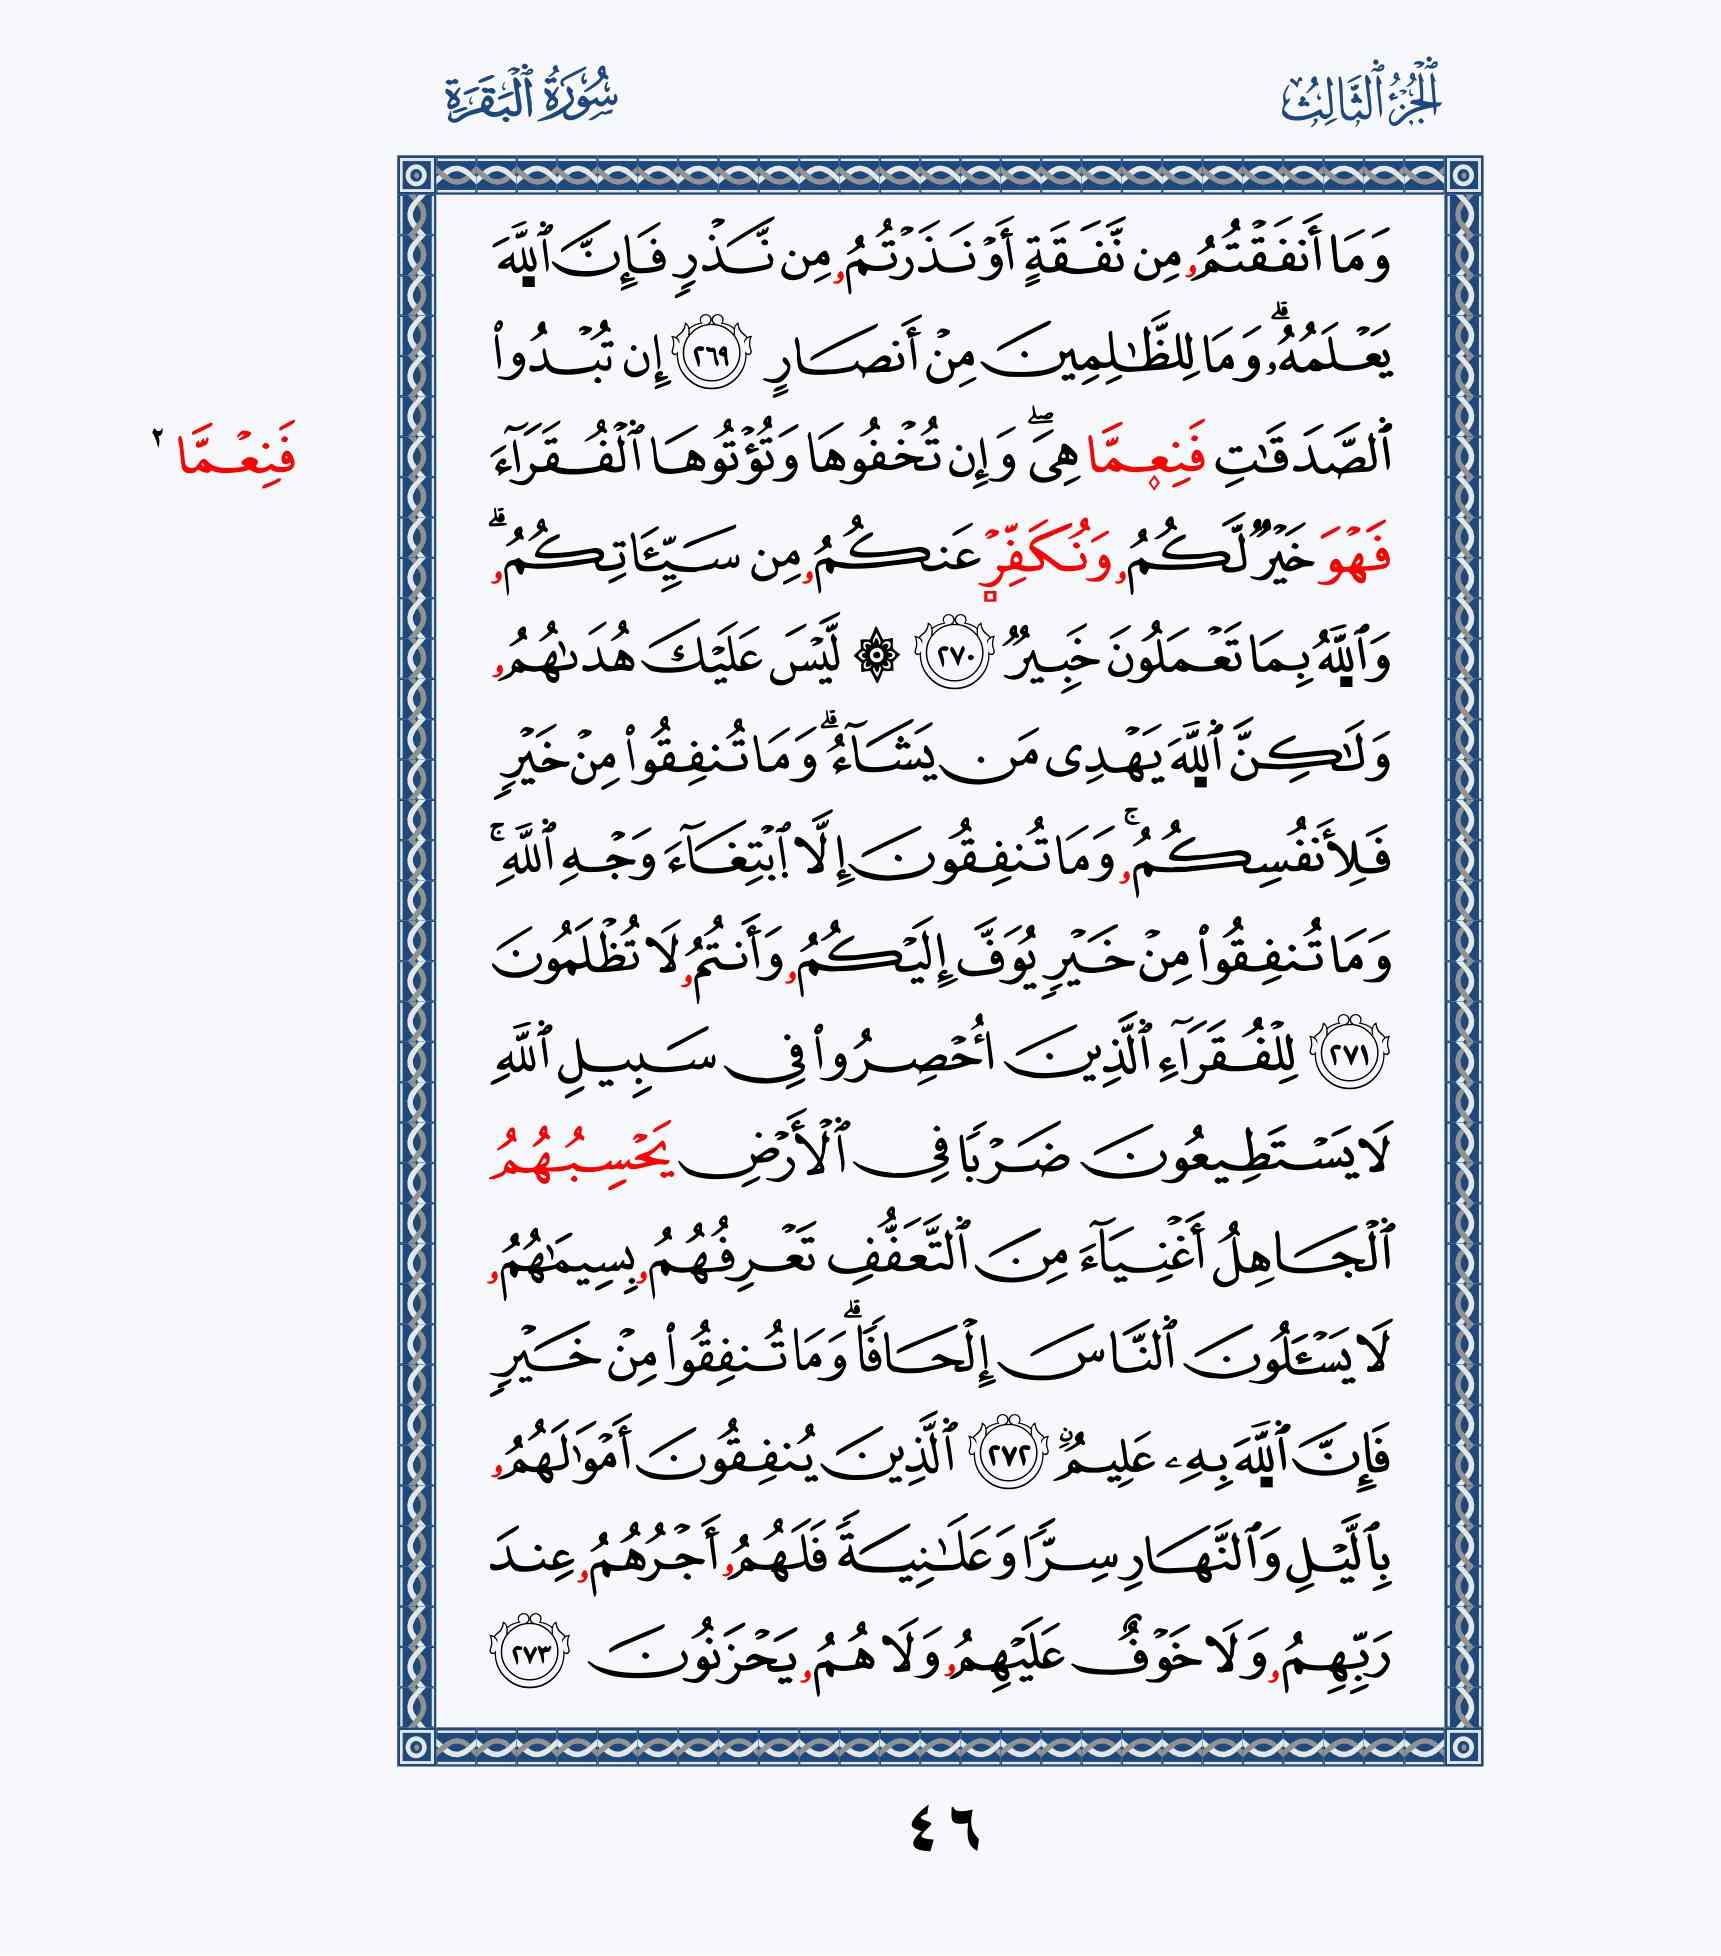 ٱلْجُزْءُ ٱلثَّالِثُ
سُورَةُ ٱلْبَقَرَةِ
وَمَا أَنفَقْتُمُۥ مِن نَّفَقَةٍ أَوْ نَذَرْتُمُۥ مِن نَّذْرٍ فَإِنَّ ٱللَّهَ
يَعْلَمُهُۥۗ وَمَا لِلظَّٰلِمِينَ مِنْ أَنصَارٍ ٢٦٩ إِن تُبْدُوا۟
ٱلصَّدَقَٰتِ فَنِعِمَّا هِىَۖ وَإِن تُخْفُوهَا وَتُؤْتُوهَا ٱلْفُقَرَآءَ
فَنِعْمَّا ٢
فَهْوَ خَيْرٌ لَّكُمُۥ وَنُكَفِّرْ عَنكُمُۥ مِن سَيِّـَٔاتِكُمُۥۗ
وَٱللَّهُ بِمَا تَعْمَلُونَ خَبِيرٌ ٢٧٠ ۞ لَّيْسَ عَلَيْكَ هُدَىٰهُمُۥ
وَلَٰكِنَّ ٱللَّهَ يَهْدِى مَن يَشَآءُۗ وَمَا تُنفِقُوا۟ مِنْ خَيْرٍ
فَلِأَنفُسِكُمُۥۚ وَمَا تُنفِقُونَ إِلَّا ٱبْتِغَآءَ وَجْهِ ٱللَّهِۚ
وَمَا تُنفِقُوا۟ مِنْ خَيْرٍ يُوَفَّ إِلَيْكُمُۥ وَأَنتُمُۥ لَا تُظْلَمُونَ
٢٧١ لِلْفُقَرَآءِ ٱلَّذِينَ أُحْصِرُوا۟ فِى سَبِيلِ ٱللَّهِ
لَا يَسْتَطِيعُونَ ضَرْبًا فِى ٱلْأَرْضِ يَحْسِبُهُمُ
ٱلْجَاهِلُ أَغْنِيَآءَ مِنَ ٱلتَّعَفُّفِ تَعْرِفُهُمُۥ بِسِيمَٰهُمُۥ
لَا يَسْـَٔلُونَ ٱلنَّاسَ إِلْحَافًاۗ وَمَا تُنفِقُوا۟ مِنْ خَيْرٍ
فَإِنَّ ٱللَّهَ بِهِۦ عَلِيمٌ ٢٧٢ ٱلَّذِينَ يُنفِقُونَ أَمْوَٰلَهُمُۥ
بِٱلَّيْلِ وَٱلنَّهَارِ سِرًّا وَعَلَٰنِيَةً فَلَهُمُۥ أَجْرُهُمُۥ عِندَ
رَبِّهِمُۥ وَلَا خَوْفٌ عَلَيْهِمُۥ وَلَا هُمُۥ يَحْزَنُونَ ٢٧٣
٤٦